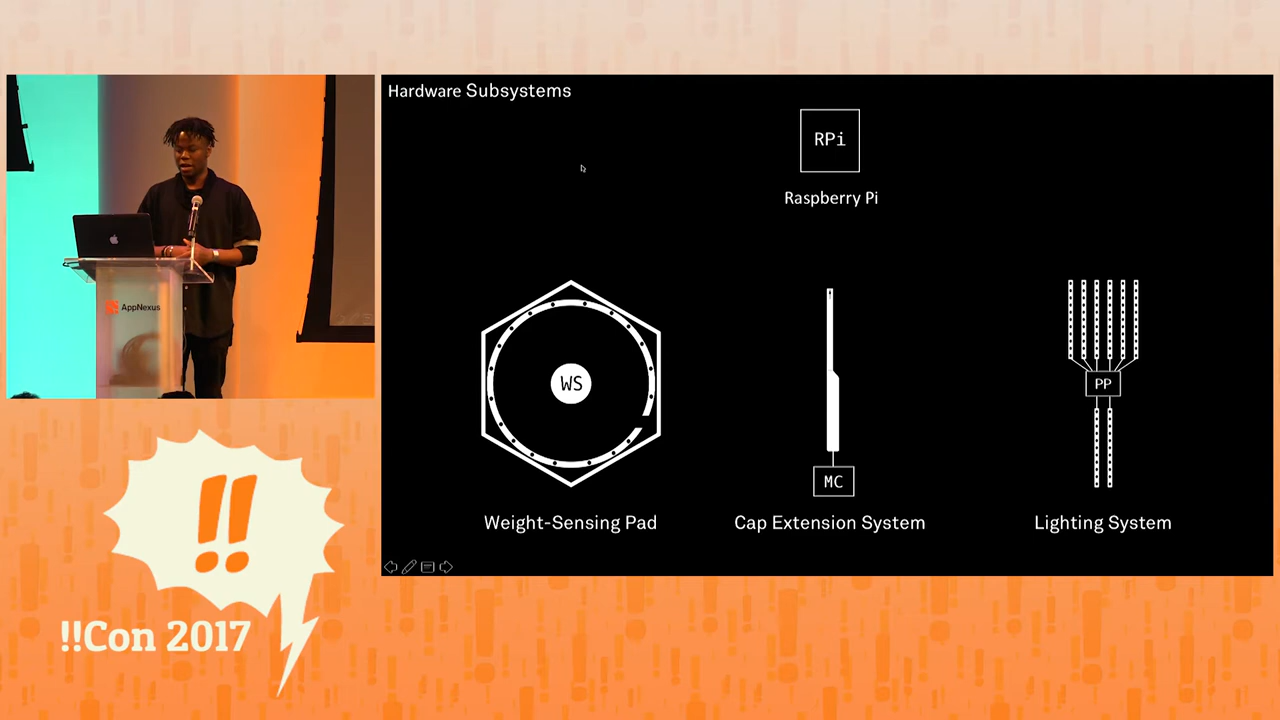 Hardware Subsystems
RPi
Raspberry Pi
WS
MC
PP
Weight-Sensing Pad
Cap Extension System
Lighting System
AppNexus
!!
!!Con 2017